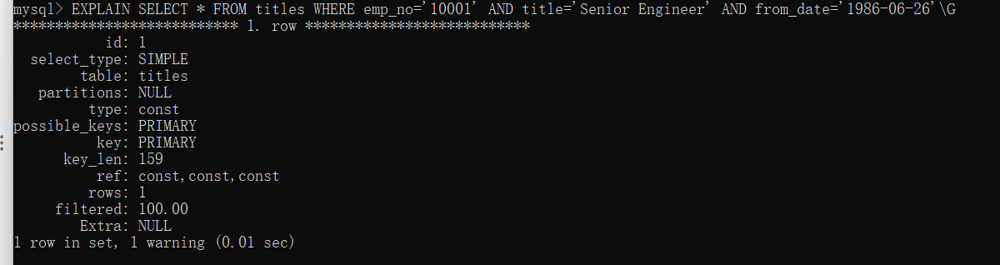 mysql> EXPLAIN SELECT * FROM titles WHERE emp_no='10001' AND title='Senior Engineer' AND from_date='1986-06-26'\G
*************************** 1. row ***************************
id: 1
select_type: SIMPLE
table: titles
partitions: NULL
type: const
possible_keys: PRIMARY
key: PRIMARY
key_len: 159
ref: const,const,const
rows: 1
filtered: 100.00
Extra: NULL
1 row in set, 1 warning (0.01 sec)